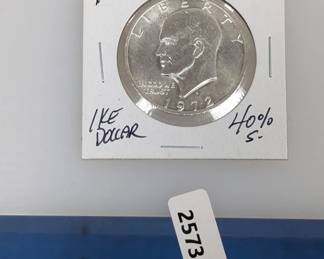 LIBERTY
IN GOD WE
TRUST
1972
IKE
DOLLAR
40%
S-
2573